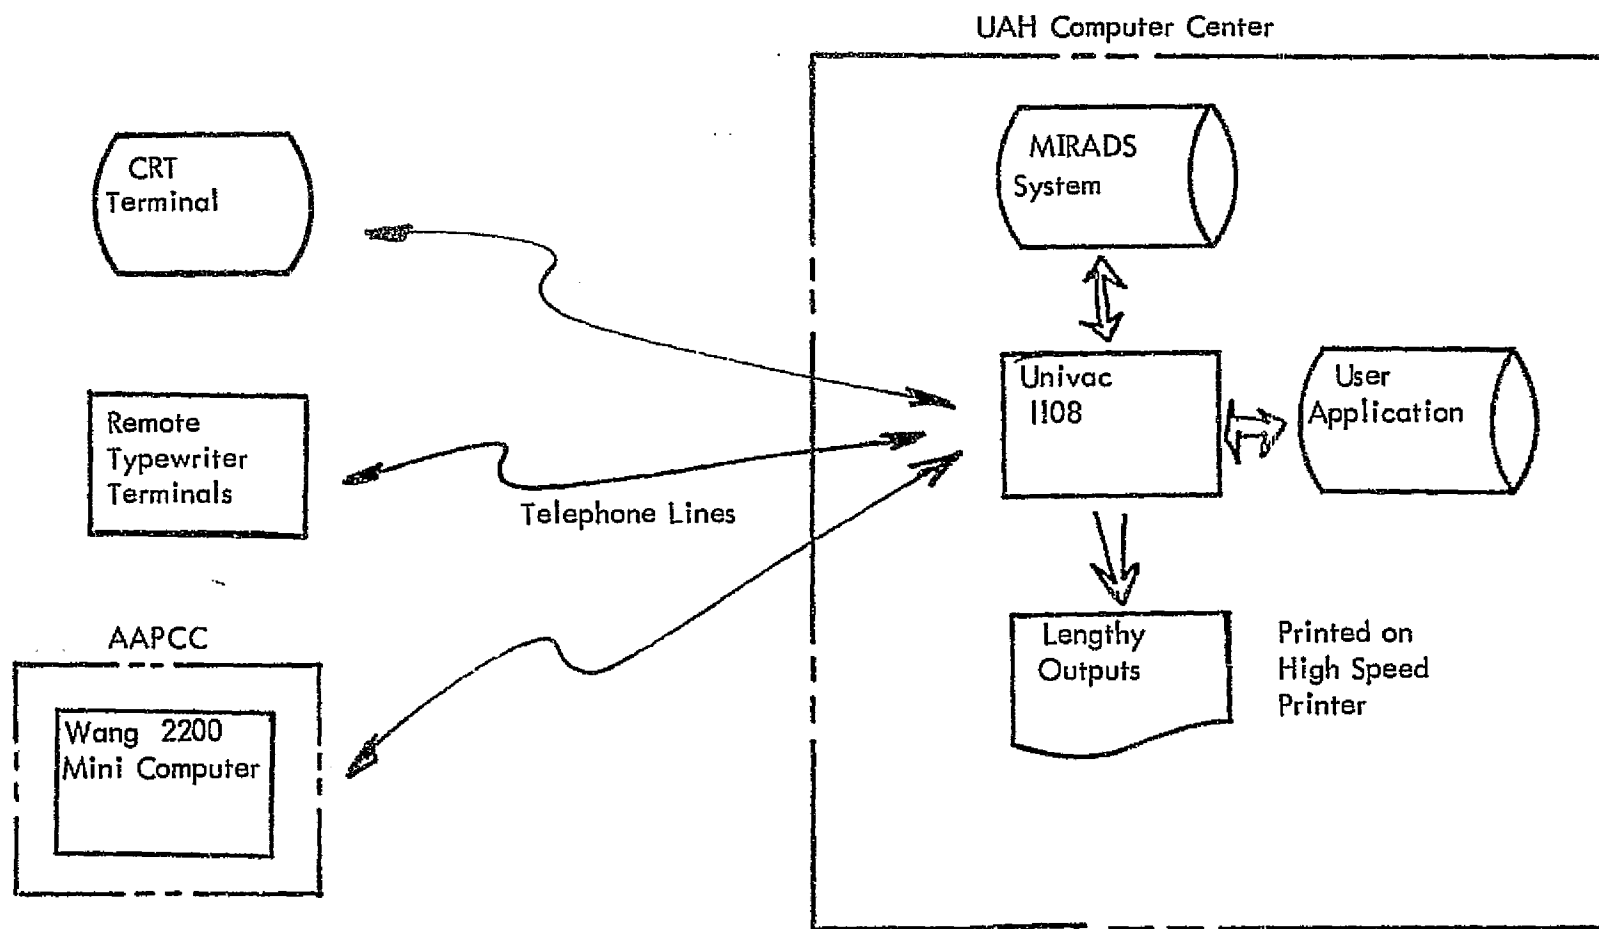 UAH Computer Center
CRT
Terminal
MIRADS
System
Remote
Typewriter
Terminals
Telephone Lines
Univac
1108
User
Application
AAPCC
Wang 2200
Mini Computer
Lengthy
Outputs
Printed on
High Speed
Printer